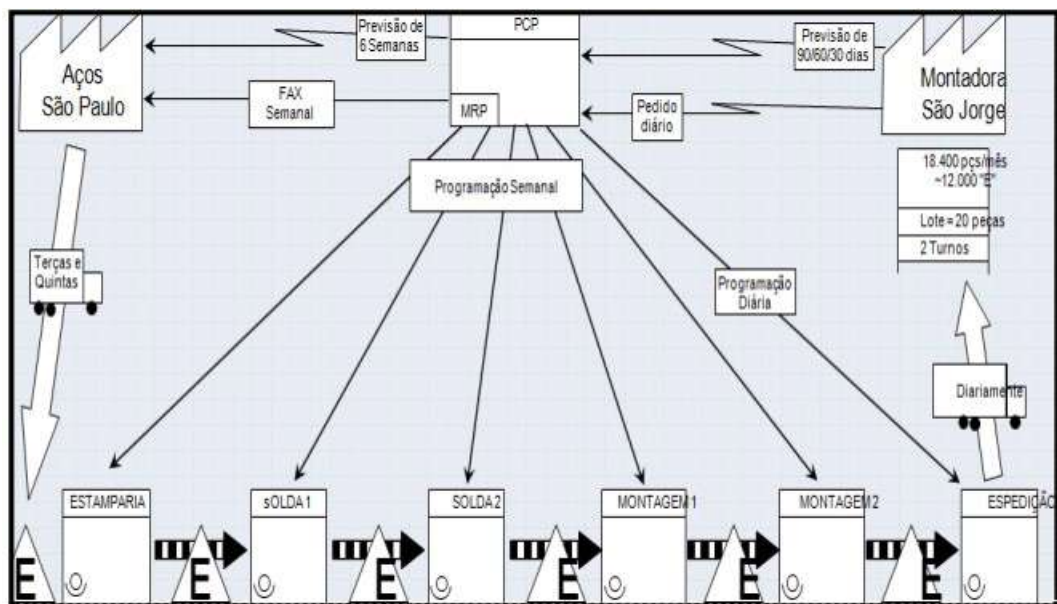 Aços
São Paulo
Previsão de
6 Semanas
FAX
Semanal
PCP
MRP
Previsão de
90/60/30 dias
Pedido
diário
Montadora
São Jorge
18.400 pçs/mês
~12.000 "E"
Lote = 20 peças
2 Turnos
Programação Semanal
Terças e
Quintas
Programação
Diária
Diariamente
ESTAMPARIA
sOLDA 1
SOLDA 2
MONTAGEM 1
MONTAGEM 2
ESPEDIÇÃO
E
E
E
E
E
E